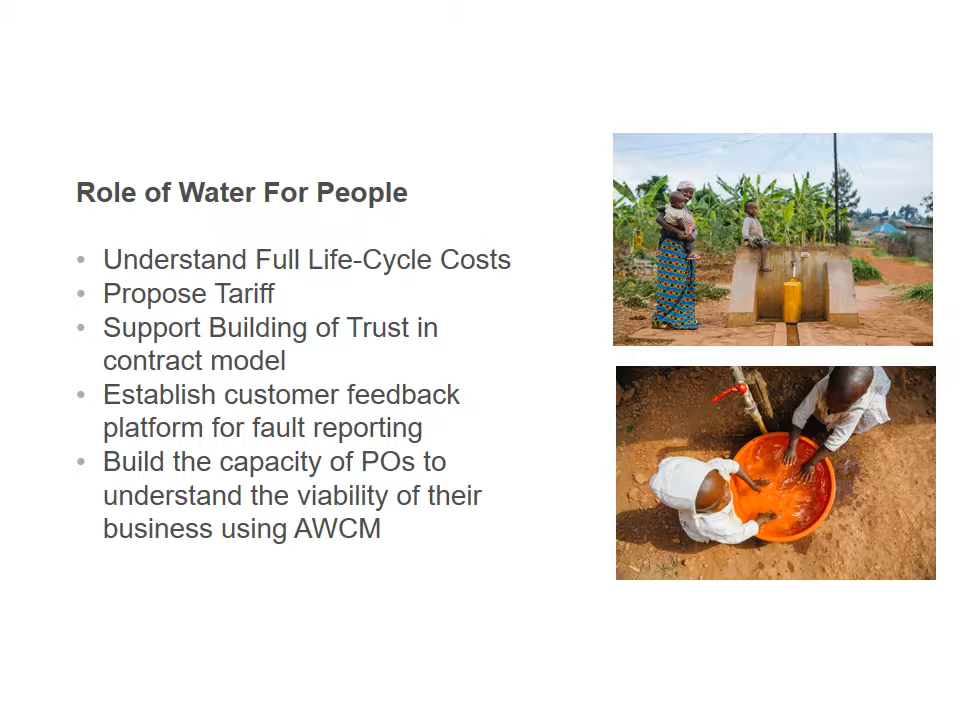 Role of Water For People
• Understand Full Life-Cycle Costs
• Propose Tariff
• Support Building of Trust in
contract model
• Establish customer feedback
platform for fault reporting
• Build the capacity of POs to
understand the viability of their
business using AWCM